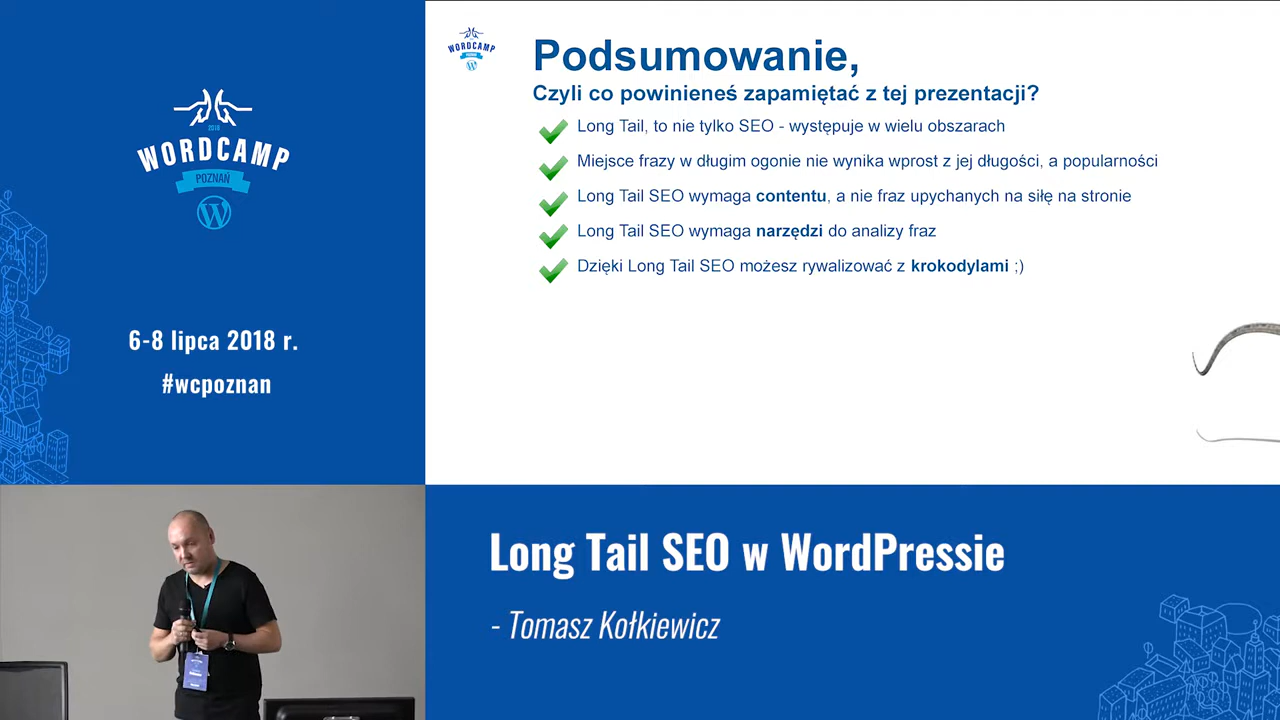 2018
WORDCAMP
POZNAŃ
6-8 lipca 2018 r.
#wcpoznan
WORDCAMP
Podsumowanie,
Czyli co powinieneś zapamiętać z tej prezentacji?
Long Tail, to nie tylko SEO - występuje w wielu obszarach
Miejsce frazy w długim ogonie nie wynika wprost z jej długości, a popularności
Long Tail SEO wymaga contentu, a nie fraz upychanych na siłę na stronie
Long Tail SEO wymaga narzędzi do analizy fraz
Dzięki Long Tail SEO możesz rywalizować z krokodylami ;)
WORDCAMP
Long Tail SEO w WordPressie
- Tomasz Kołkiewicz